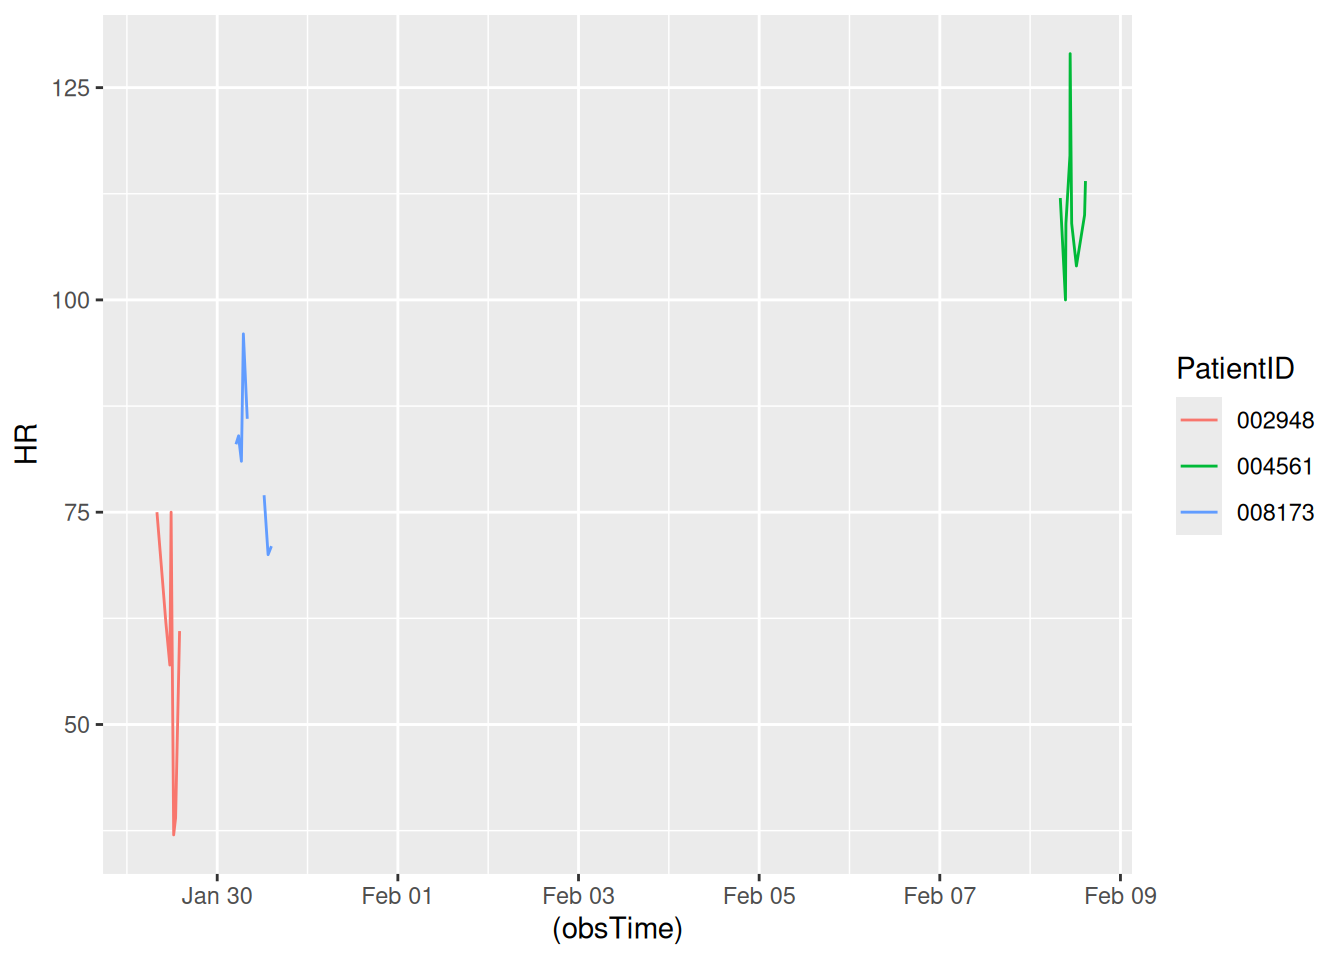 125
100
75
50
HR
Jan 30
Feb 01
Feb 03
Feb 05
Feb 07
Feb 09
(obsTime)
PatientID
002948
004561
008173